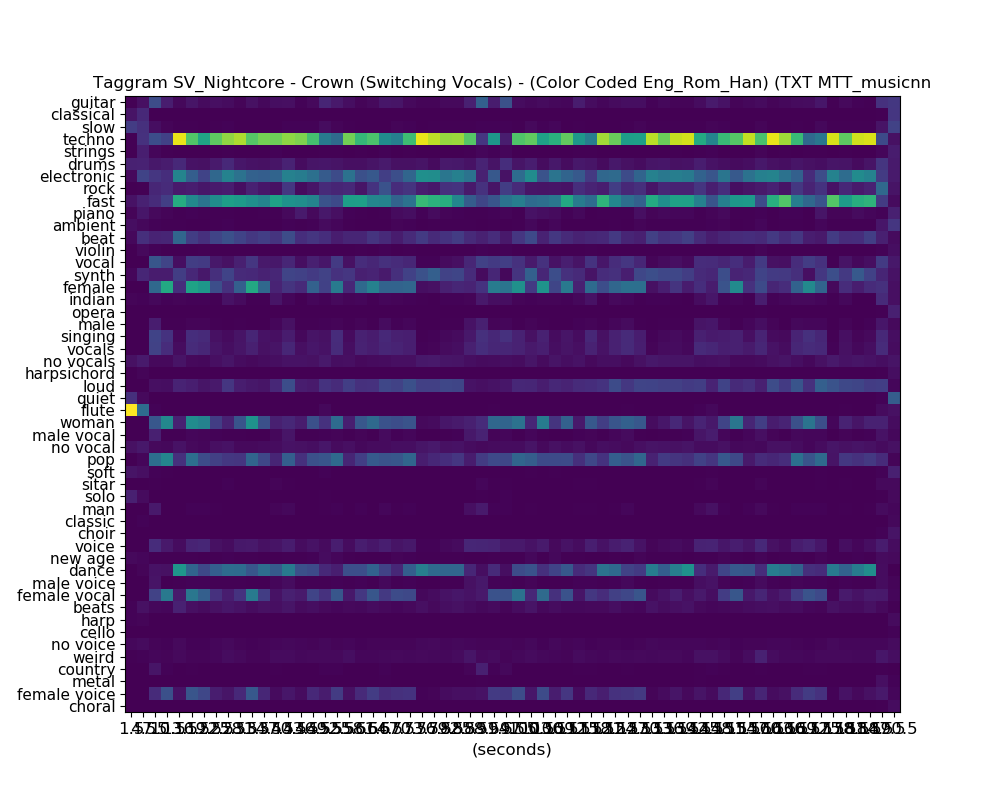 Taggram SV_Nightcore - Crown (Switching Vocals) - (Color Coded Eng_Rom_Han) (TXT MTT_musicnn
guitar
classical
slow
techno
strings
drums
electronic
rock
fast
piano
ambient
beat
violin
vocal
synth
female
indian
opera
male
singing
vocals
no vocals
harpsichord
loud
quiet
flute
woman
male vocal
no vocal
pop
soft
sitar
solo
man
classic
choir
voice
new age
dance
male voice
female vocal
beats
harp
cello
no voice
weird
country
metal
female voice
choral
(seconds)